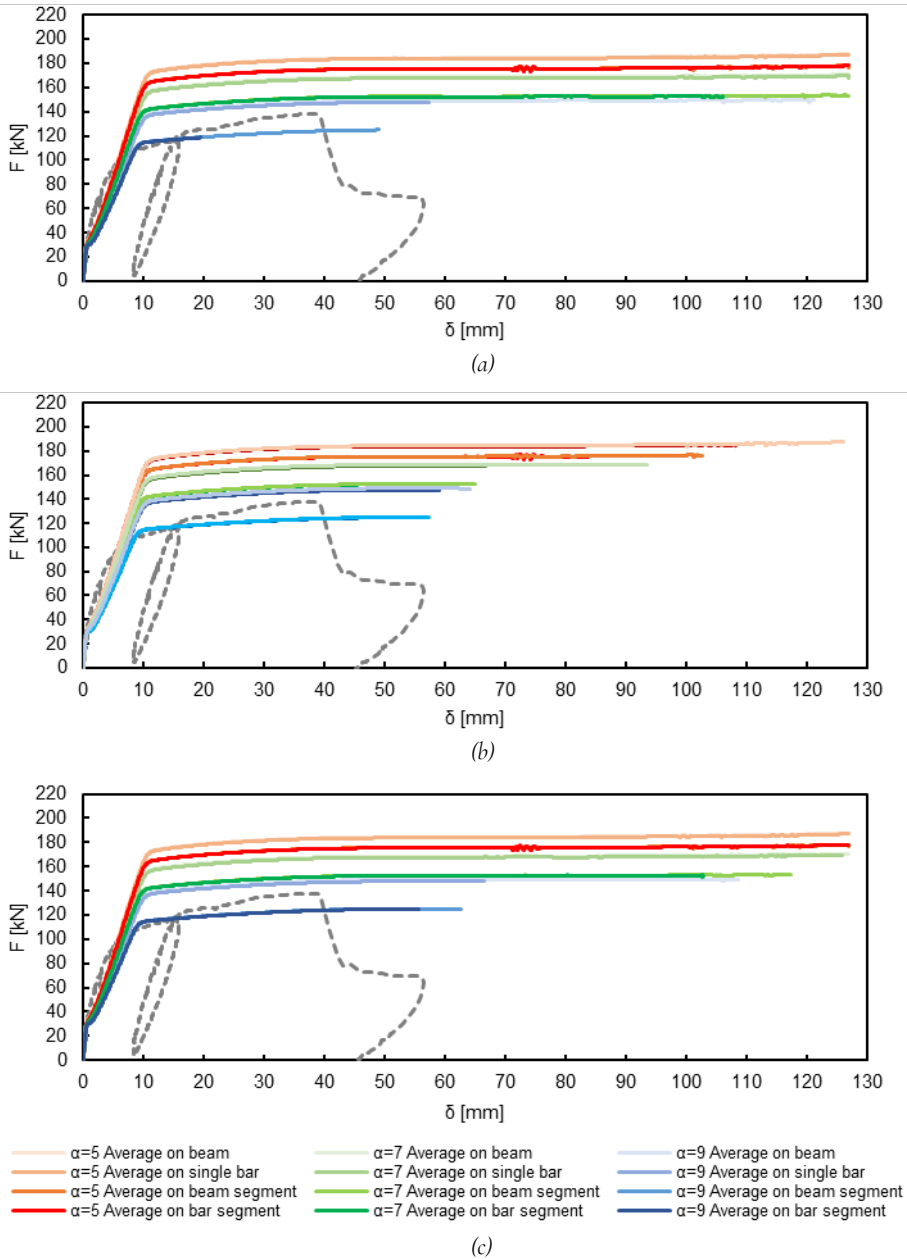 220
200
180
160
140
120
100
80
60
40
20
0
F [kN]
0 10 20 30 40 50 60 70 80 90 100 110 120 130
δ [mm]
(a)
220
200
180
160
140
120
100
80
60
40
20
0
F [kN]
0 10 20 30 40 50 60 70 80 90 100 110 120 130
δ [mm]
(b)
220
200
180
160
140
120
100
80
60
40
20
0
F [kN]
0 10 20 30 40 50 60 70 80 90 100 110 120 130
δ [mm]
α=5 Average on beam α=7 Average on beam α=9 Average on beam
α=5 Average on single bar α=7 Average on single bar α=9 Average on single bar
α=5 Average on beam segment α=7 Average on beam segment α=9 Average on beam segment
α=5 Average on bar segment α=7 Average on bar segment α=9 Average on bar segment
(c)